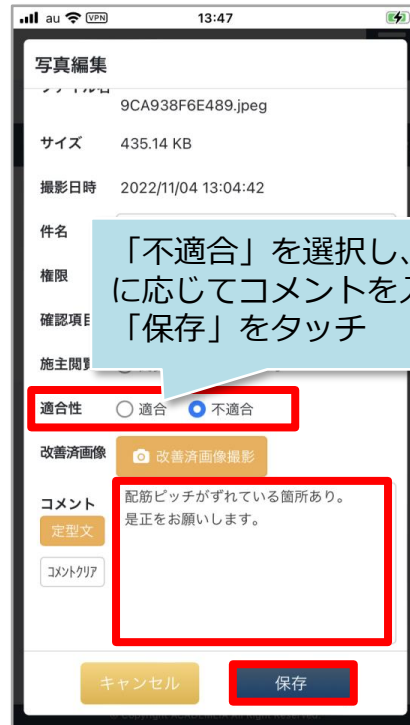 au VPN 13:47
写真編集
ファイル名
9CA938F6E489.jpeg
サイズ 435.14 KB
撮影日時 2022/11/04 13:04:42
件名
「不適合」を選択し、
権限
に応じてコメントを入
確認項目
「保存」をタッチ
施主閲覧
適合性 適合 不適合
改善済画像 改善済画像撮影
コメント
配筋ピッチがずれている箇所あり。
是正をお願いします。
定型文
コメントクリア
キャンセル 保存